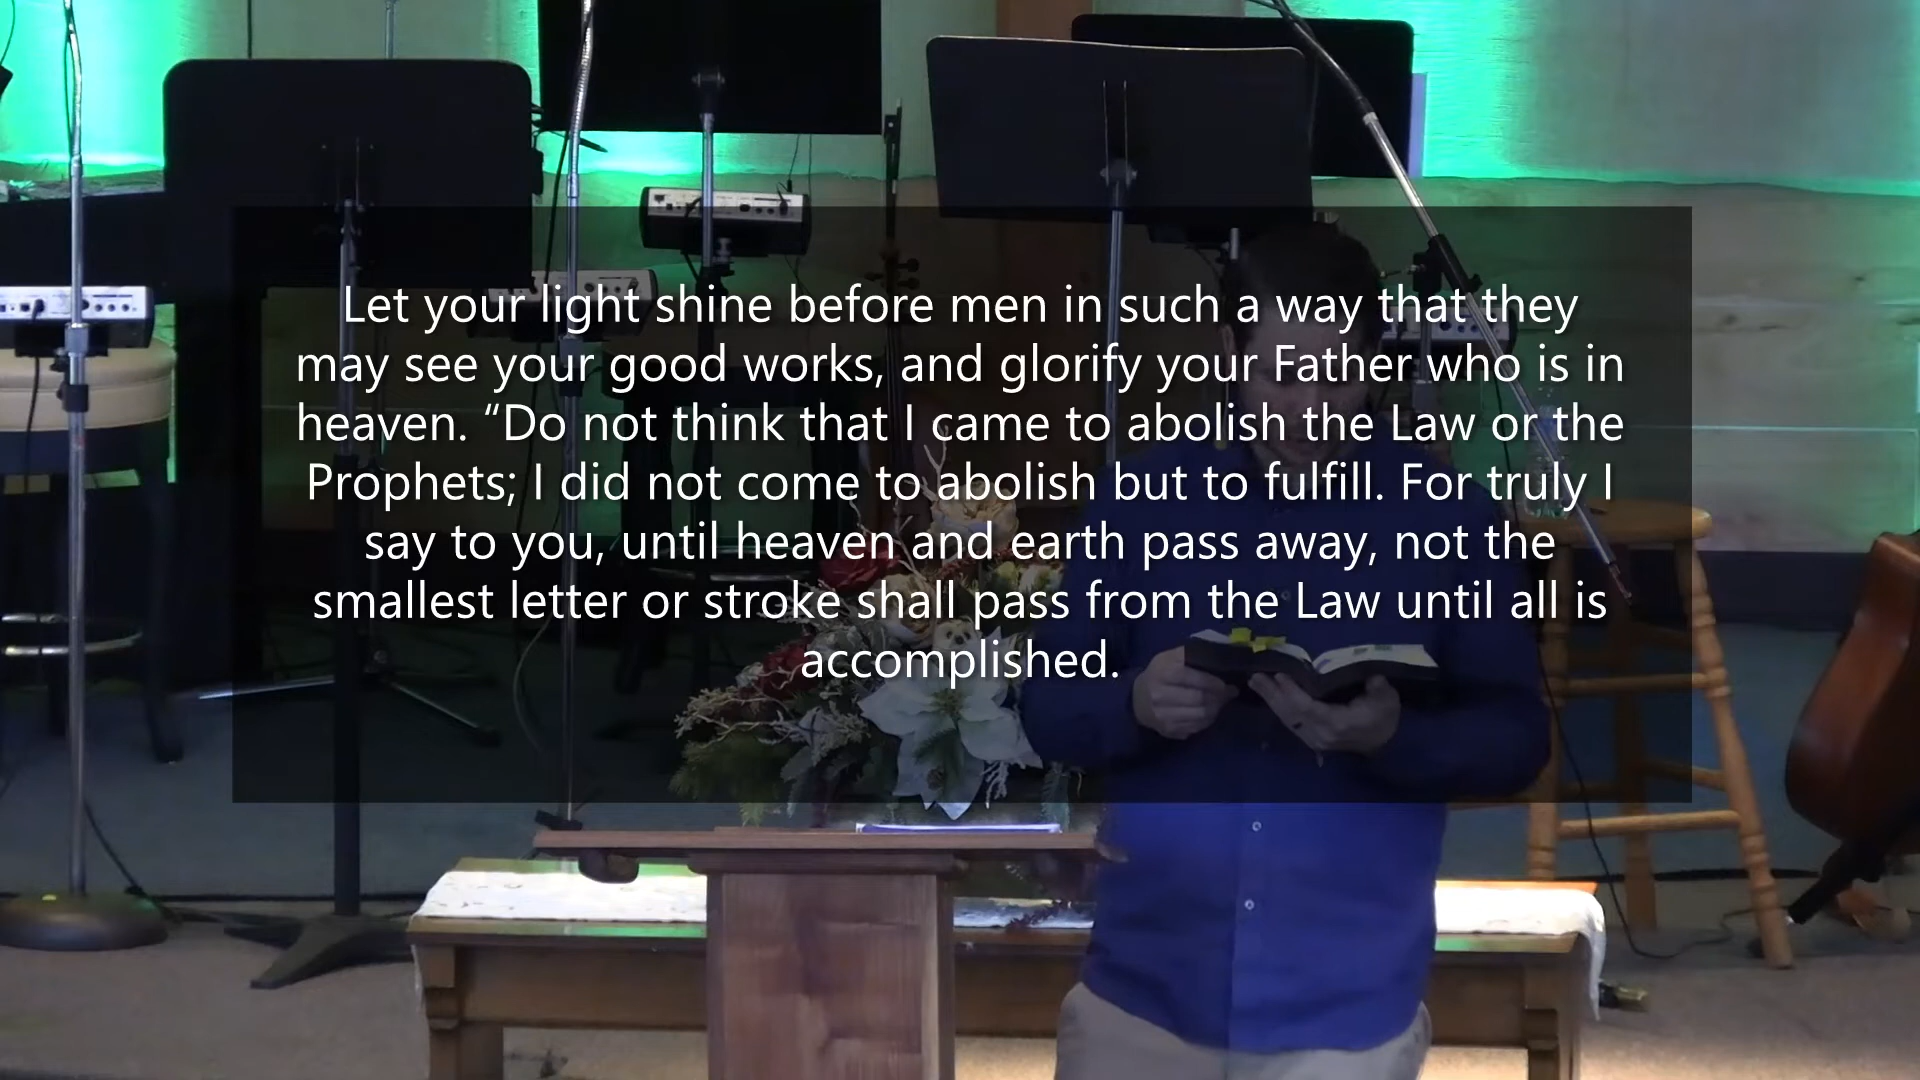 Let your light shine before men in such a way that they
may see your good works, and glorify your Father who is in
heaven. “Do not think that I came to abolish the Law or the
Prophets; I did not come to abolish but to fulfill. For truly I
say to you, until heaven and earth pass away, not the
smallest letter or stroke shall pass from the Law until all is
accomplished.